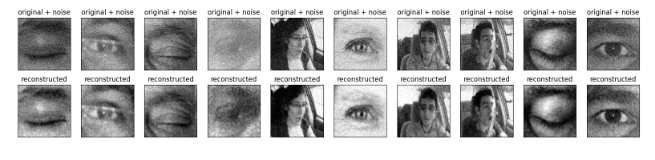 original + noise original + noise original + noise original + noise original + noise original + noise original + noise original + noise original + noise original + noise
reconstructed reconstructed reconstructed reconstructed reconstructed reconstructed reconstructed reconstructed reconstructed reconstructed